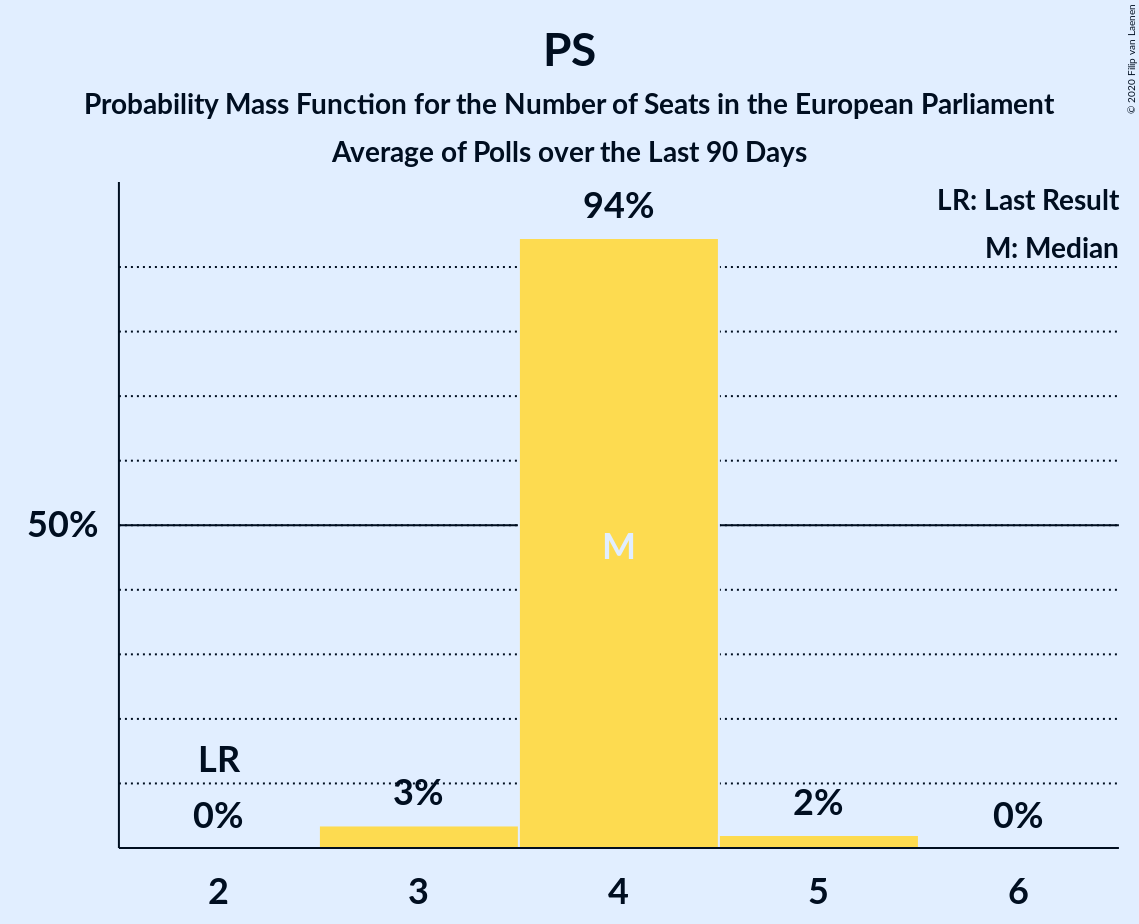 PS
Probability Mass Function for the Number of Seats in the European Parliament
Average of Polls over the Last 90 Days
© 2020 Filip van Laenen
LR: Last Result
M: Median
94%
50%
M
LR
0%
3%
2%
0%
2
3
4
5
6